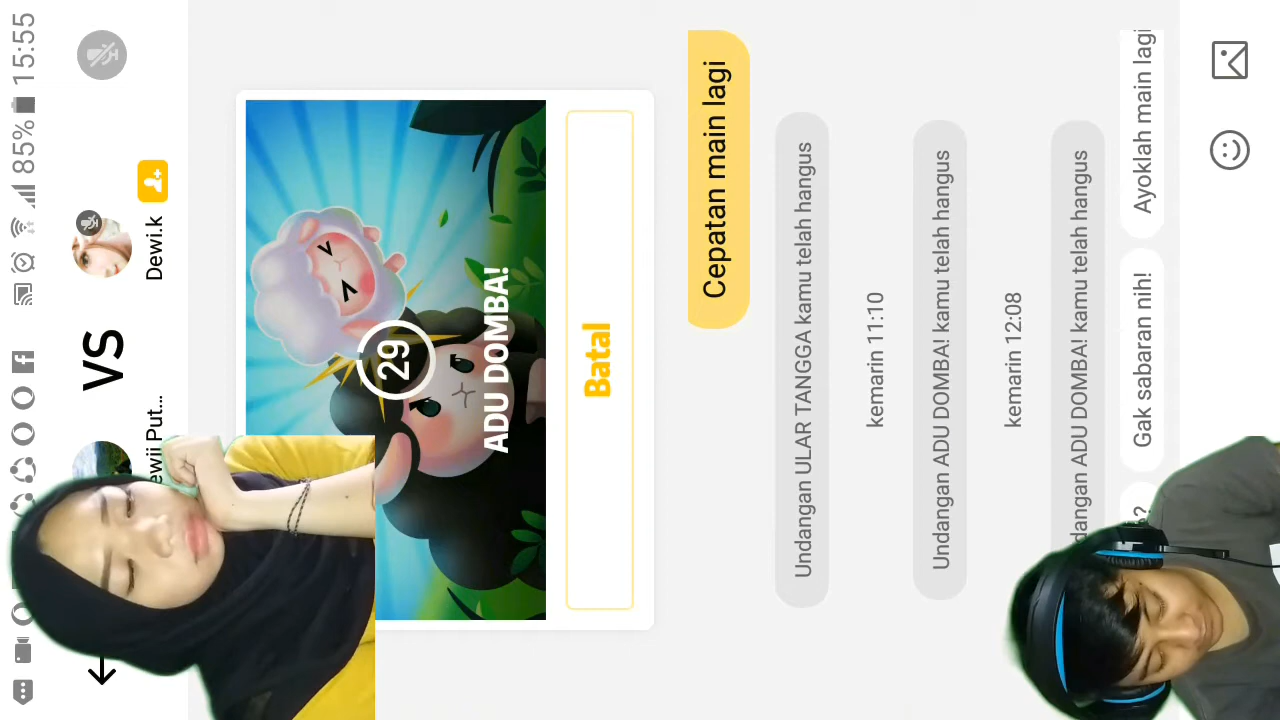 85% 15:55
VS
ewii Put... Dewi.k
29
ADU DOMBA!
Batal
Cepatan main lagi
Undangan ULAR TANGGA kamu telah hangus
kemarin 11:10
Undangan ADU DOMBA! kamu telah hangus
kemarin 12:08
dangan ADU DOMBA! kamu telah hangus
Gak sabaran nih! Ayoklah main lagi